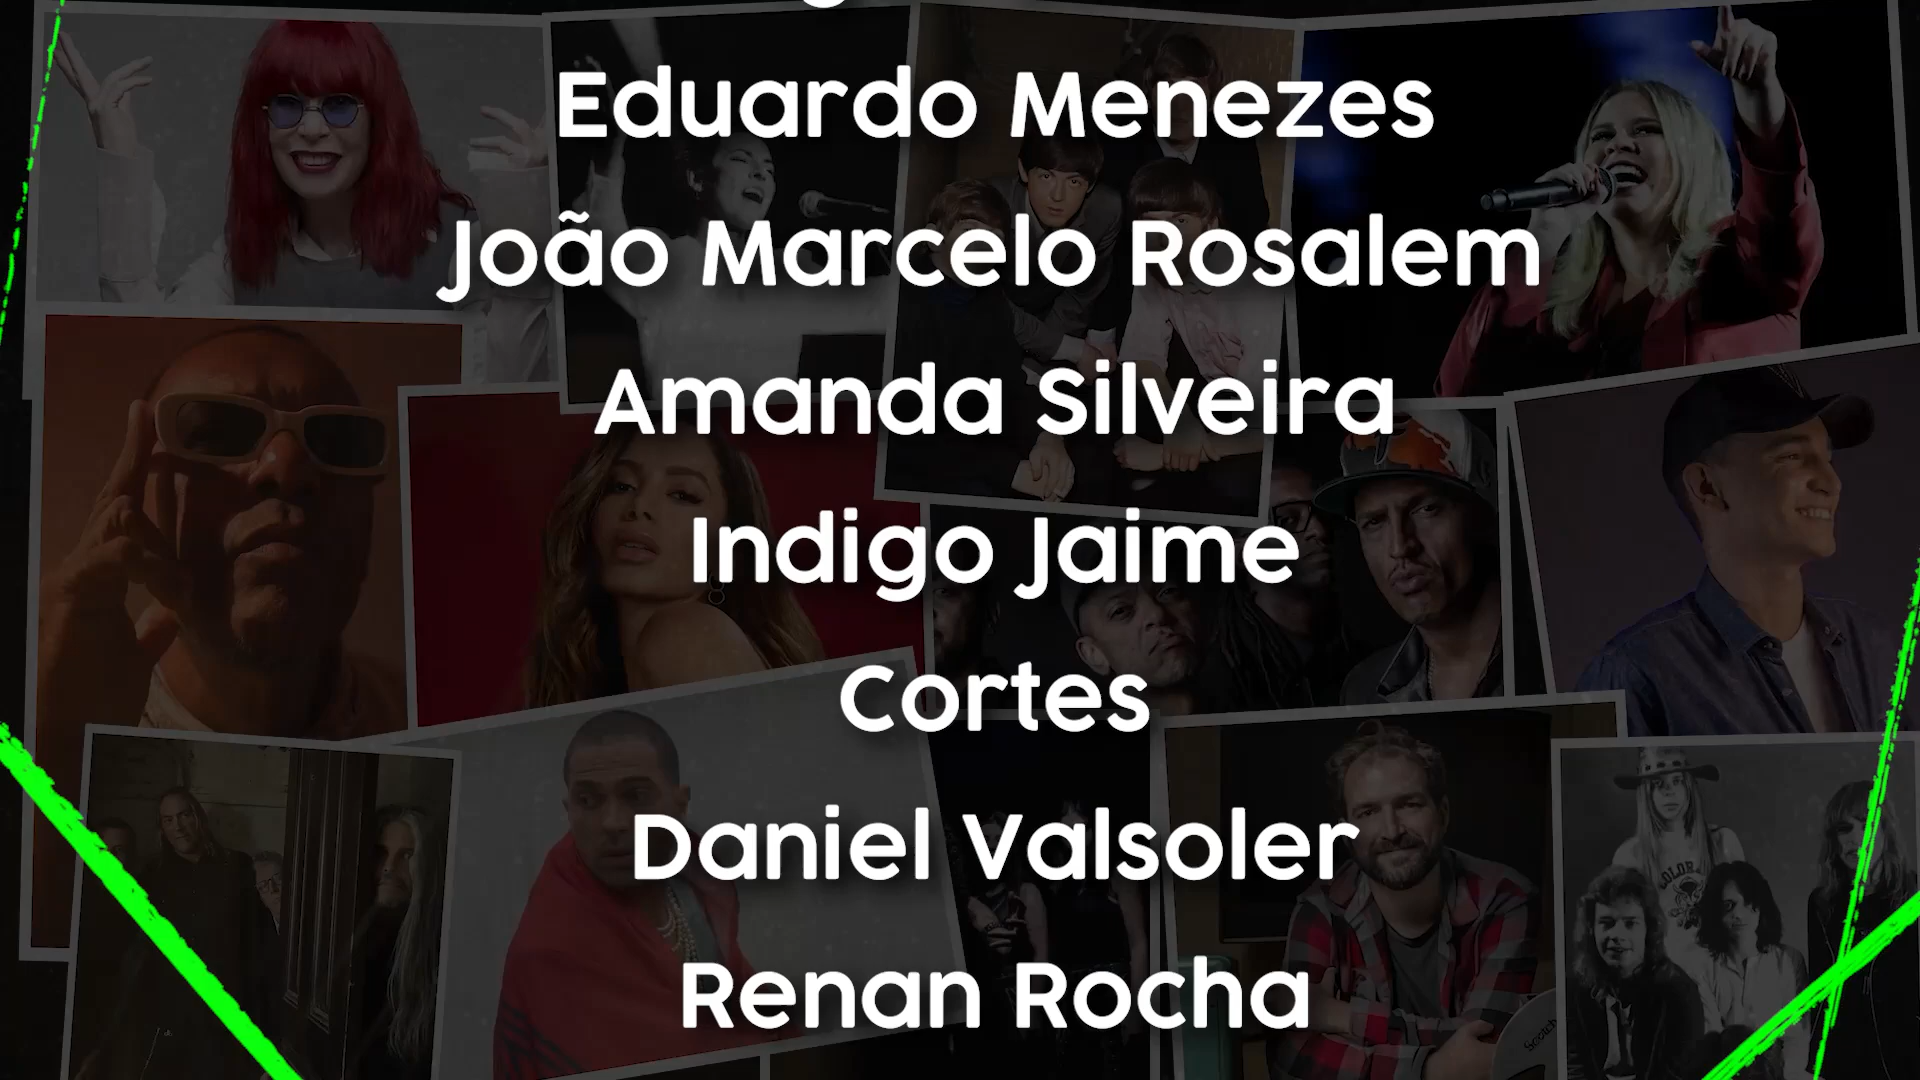 Eduardo Menezes
João Marcelo Rosalem
Amanda Silveira
Indigo Jaime
Cortes
Daniel Valsoler
Renan Rocha